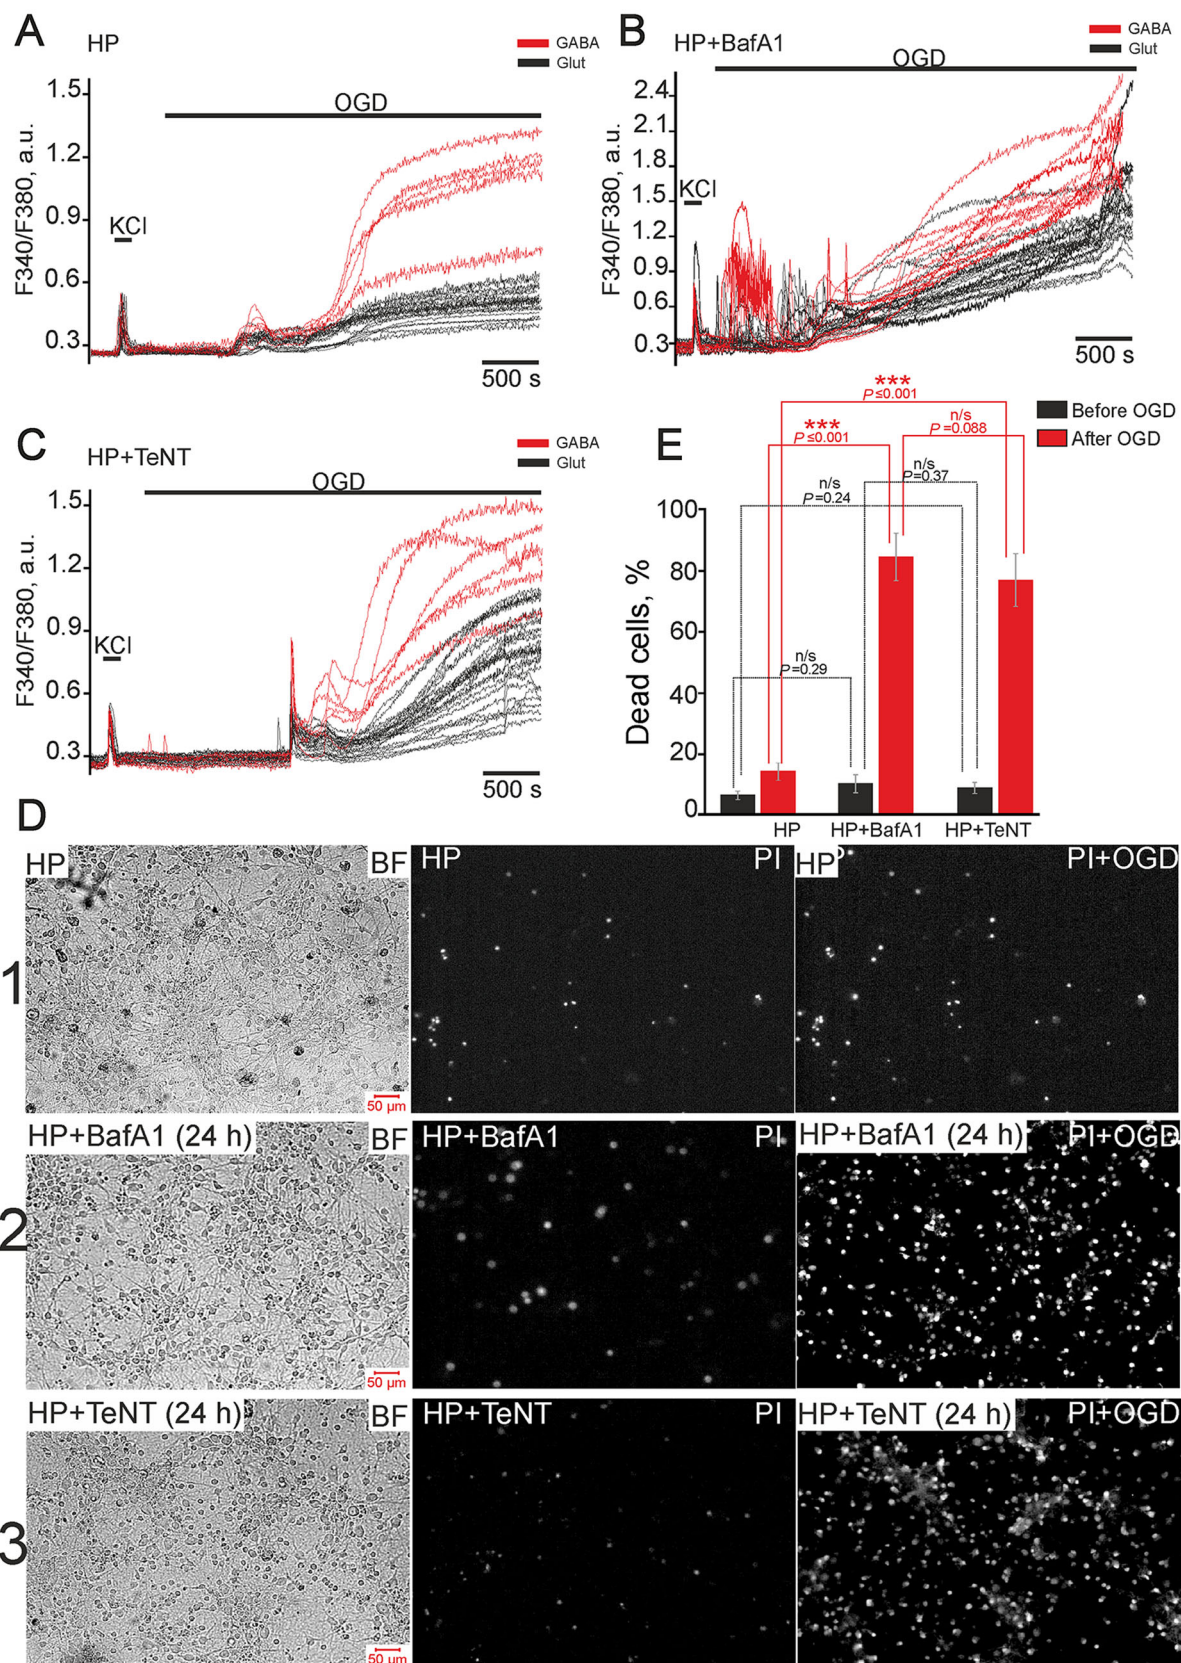 A
HP
GABA
Glut
OGD
1.5
1.2
0.9
0.6
0.3
F340/F380, a.u.
KCl
500 s
B
HP+BafA1
GABA
Glut
OGD
2.4
2.1
1.8
1.5
1.2
0.9
0.6
0.3
F340/F380, a.u.
KCl
500 s
C
HP+TeNT
GABA
Glut
OGD
1.5
1.2
0.9
0.6
0.3
F340/F380, a.u.
KCl
500 s
E
Before OGD
After OGD
***
P ≤0.001
***
P ≤0.001
n/s
P =0.088
n/s
P =0.37
n/s
P =0.24
n/s
P =0.29
100
80
60
40
20
0
Dead cells, %
HP
HP+BafA1
HP+TeNT
D
1
HP
BF
50 µm
HP
PI
HP
PI+OGD
2
HP+BafA1 (24 h)
BF
50 µm
HP+BafA1
PI
HP+BafA1 (24 h)
PI+OGD
3
HP+TeNT (24 h)
BF
50 µm
HP+TeNT
PI
HP+TeNT (24 h)
PI+OGD